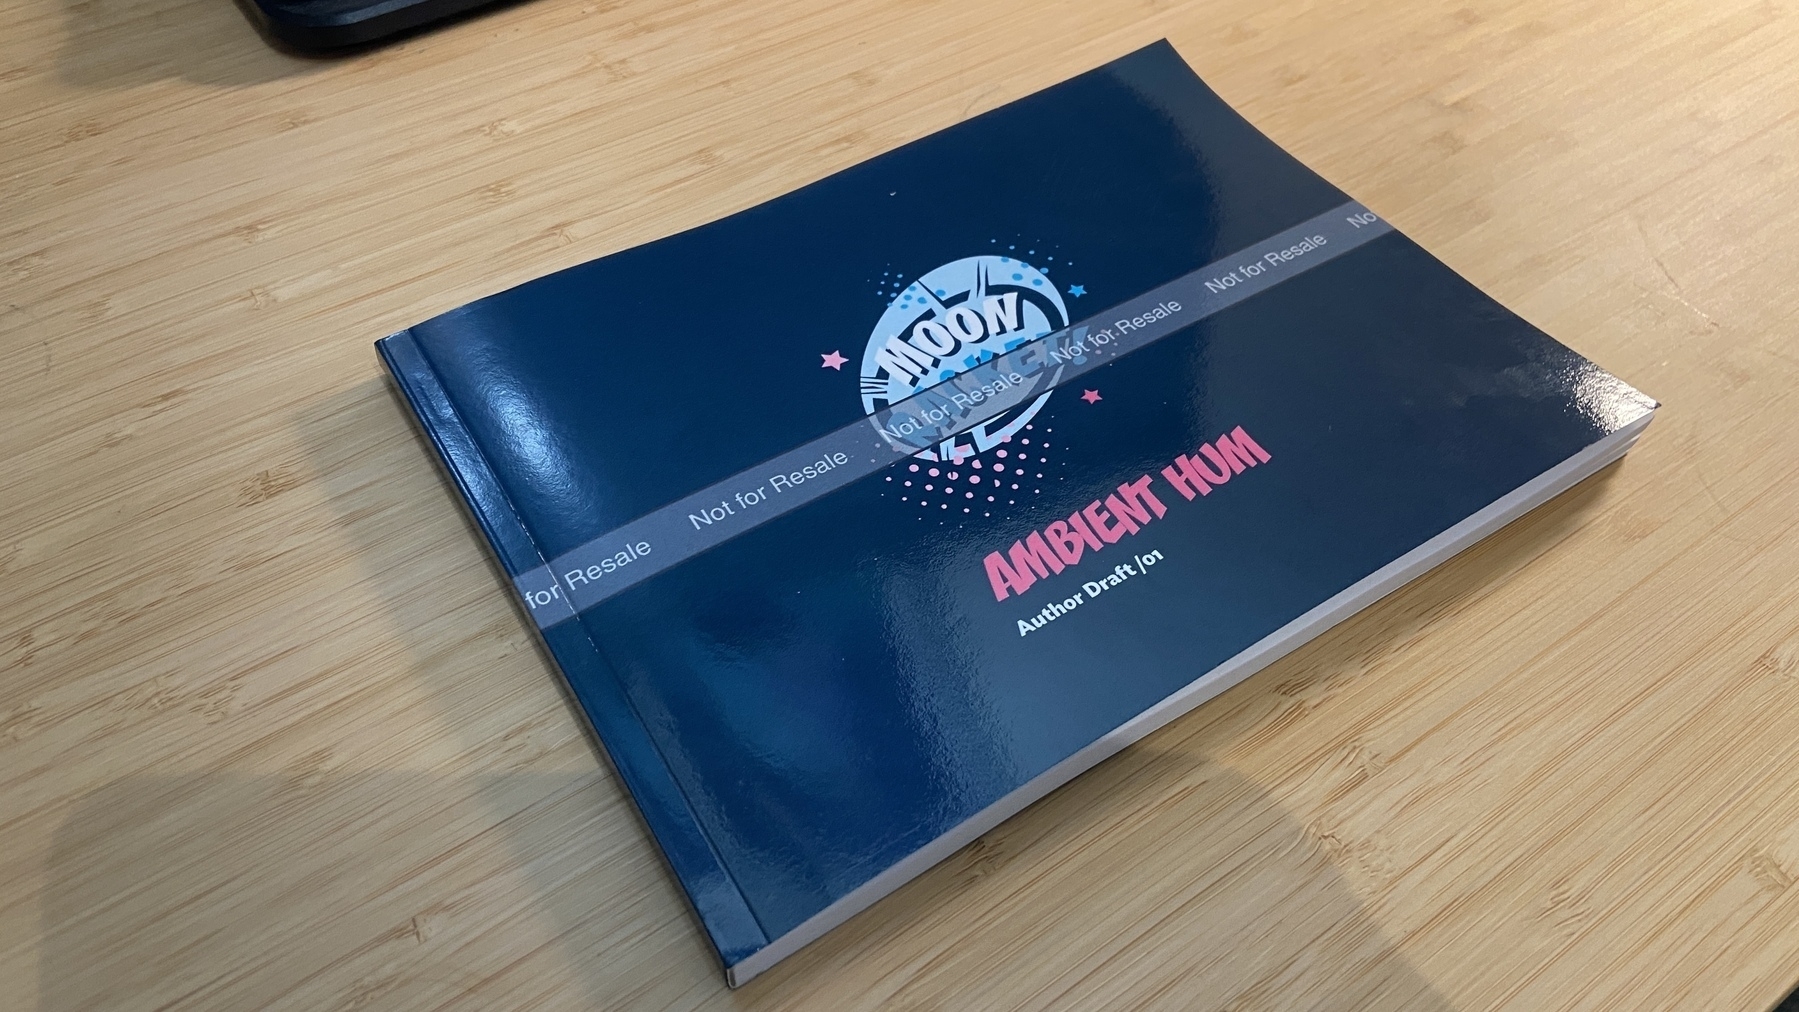 MOON
for Resale Not for Resale Not for Resale Not for Resale Not for Resale No
AMBIENT HUM
Author Draft /01